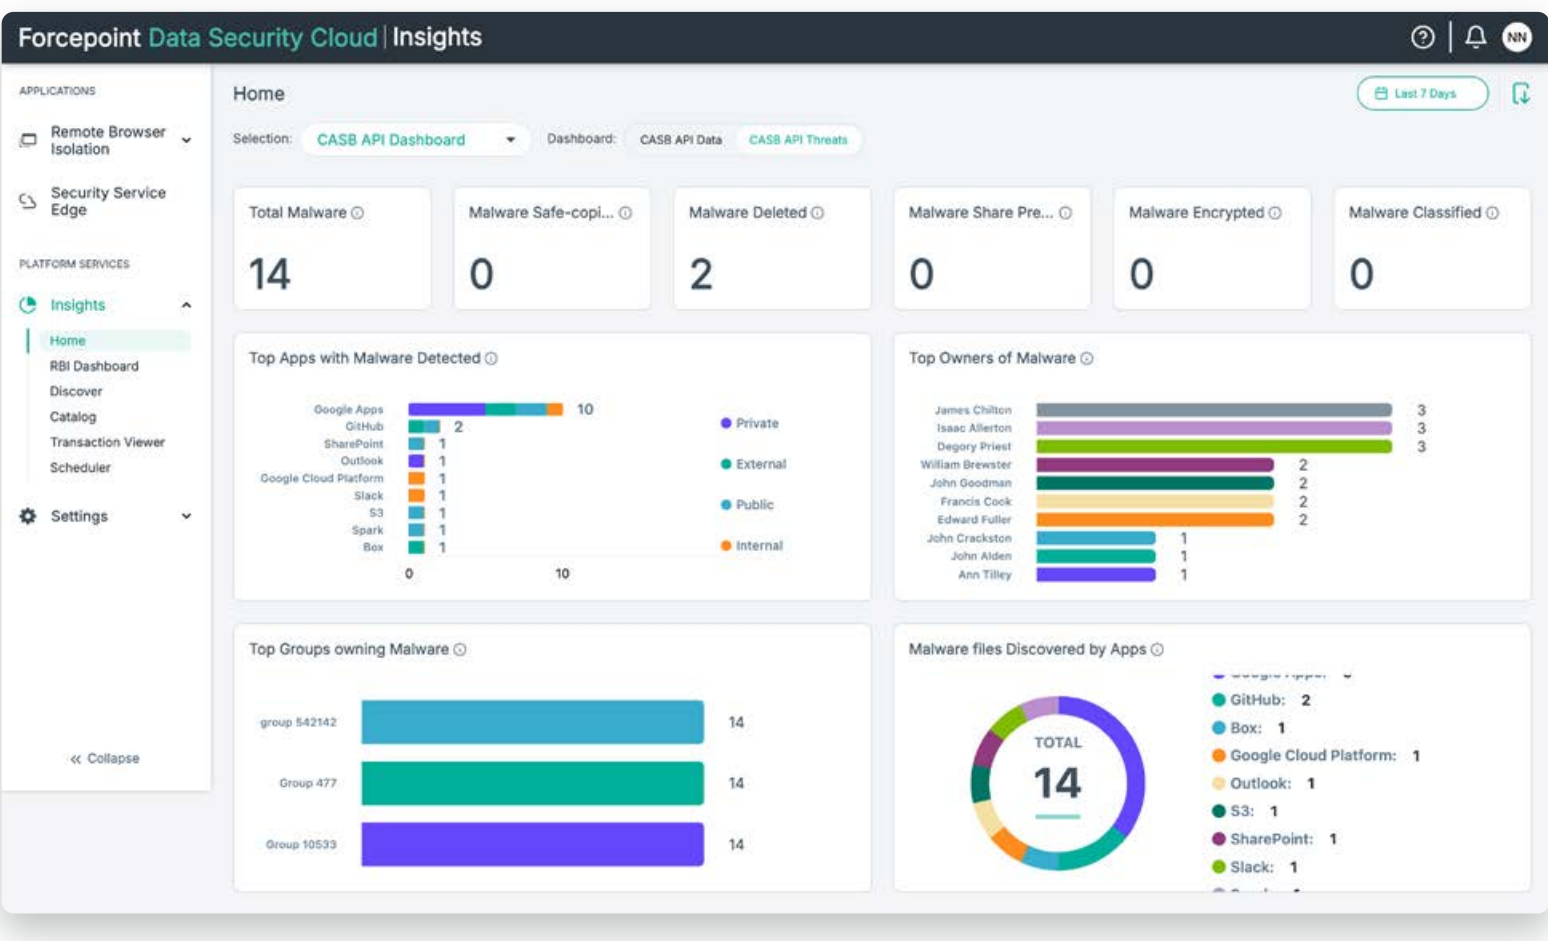 Forcepoint Data Security Cloud | Insights
NN
APPLICATIONS
Remote Browser
Isolation
Security Service
Edge
PLATFORM SERVICES
Insights
Home
RBI Dashboard
Discover
Catalog
Transaction Viewer
Scheduler
Settings
« Collapse
Home
Last 7 Days
Selection:
CASB API Dashboard
Dashboard:
CASB API Data
CASB API Threats
Total Malware
14
Malware Safe-copi...
0
Malware Deleted
2
Malware Share Pre...
0
Malware Encrypted
0
Malware Classified
0
Top Apps with Malware Detected
Google Apps 10
GitHub 2
SharePoint 1
Outlook 1
Google Cloud Platform 1
Slack 1
S3 1
Spark 1
Box 1
0 10
Private
External
Public
Internal
Top Owners of Malware
James Chilton 3
Isaac Allerton 3
Degory Priest 3
William Brewster 2
John Goodman 2
Francis Cook 2
Edward Fuller 2
John Crackston 1
John Alden 1
Ann Tilley 1
Top Groups owning Malware
group 542142 14
Group 477 14
Group 10533 14
Malware files Discovered by Apps
TOTAL
14
GitHub: 2
Box: 1
Google Cloud Platform: 1
Outlook: 1
S3: 1
SharePoint: 1
Slack: 1